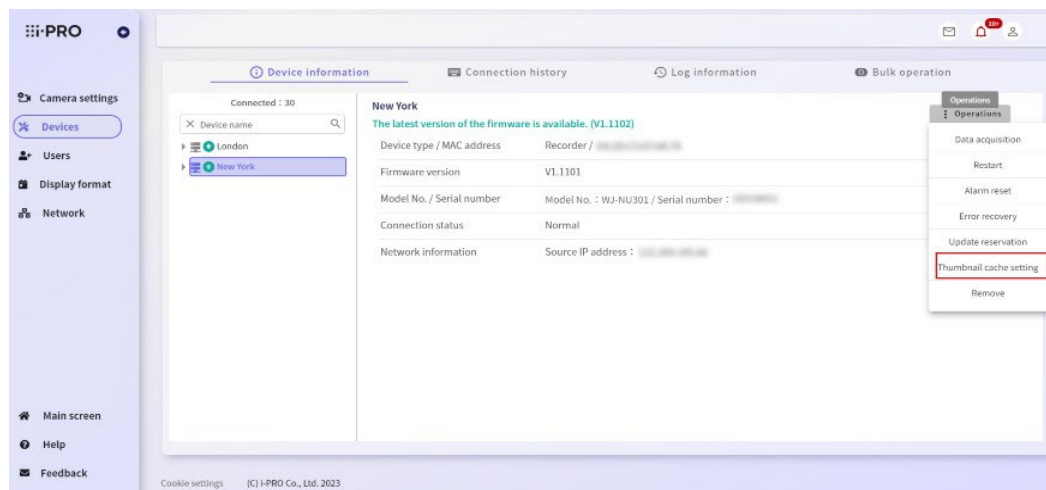 i-PRO
10+
Camera settings
Devices
Users
Display format
Network
Main screen
Help
Feedback
Device information
Connection history
Log information
Bulk operation
Connected : 30
Device name
London
New York
New York
The latest version of the firmware is available. (V1.1102)
Device type / MAC address Recorder /
Firmware version V1.1101
Model No. / Serial number Model No. : WJ-NU301 / Serial number :
Connection status Normal
Network information Source IP address :
Operations
Operations
Data acquisition
Restart
Alarm reset
Error recovery
Update reservation
Thumbnail cache setting
Remove
Cookie settings (C) i-PRO Co., Ltd. 2023